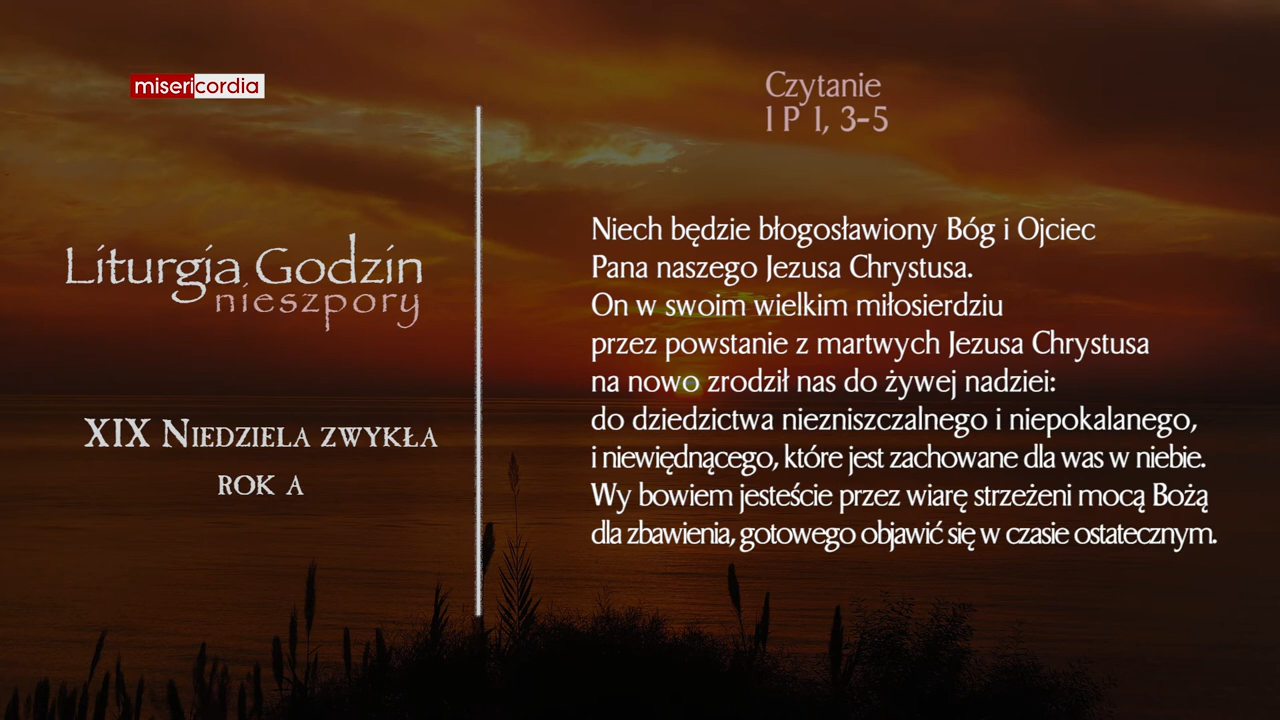 misericordia
Liturgia Godzin
nieszpory
XIX Niedziela zwykła
rok A
Czytanie
1 P 1, 3-5
Niech będzie błogosławiony Bóg i Ojciec
Pana naszego Jezusa Chrystusa.
On w swoim wielkim miłosierdziu
przez powstanie z martwych Jezusa Chrystusa
na nowo zrodził nas do żywej nadziei:
do dziedzictwa niezniszczalnego i niepokalanego,
i niewiędnącego, które jest zachowane dla was w niebie.
Wy bowiem jesteście przez wiarę strzeżeni mocą Bożą
dla zbawienia, gotowego objawić się w czasie ostatecznym.